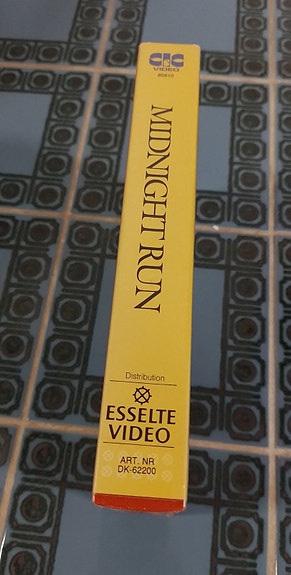 CIC
VIDEO
MIDNIGHT RUN
Distribution
ESSELTE
VIDEO
ART. NR
DK-62200